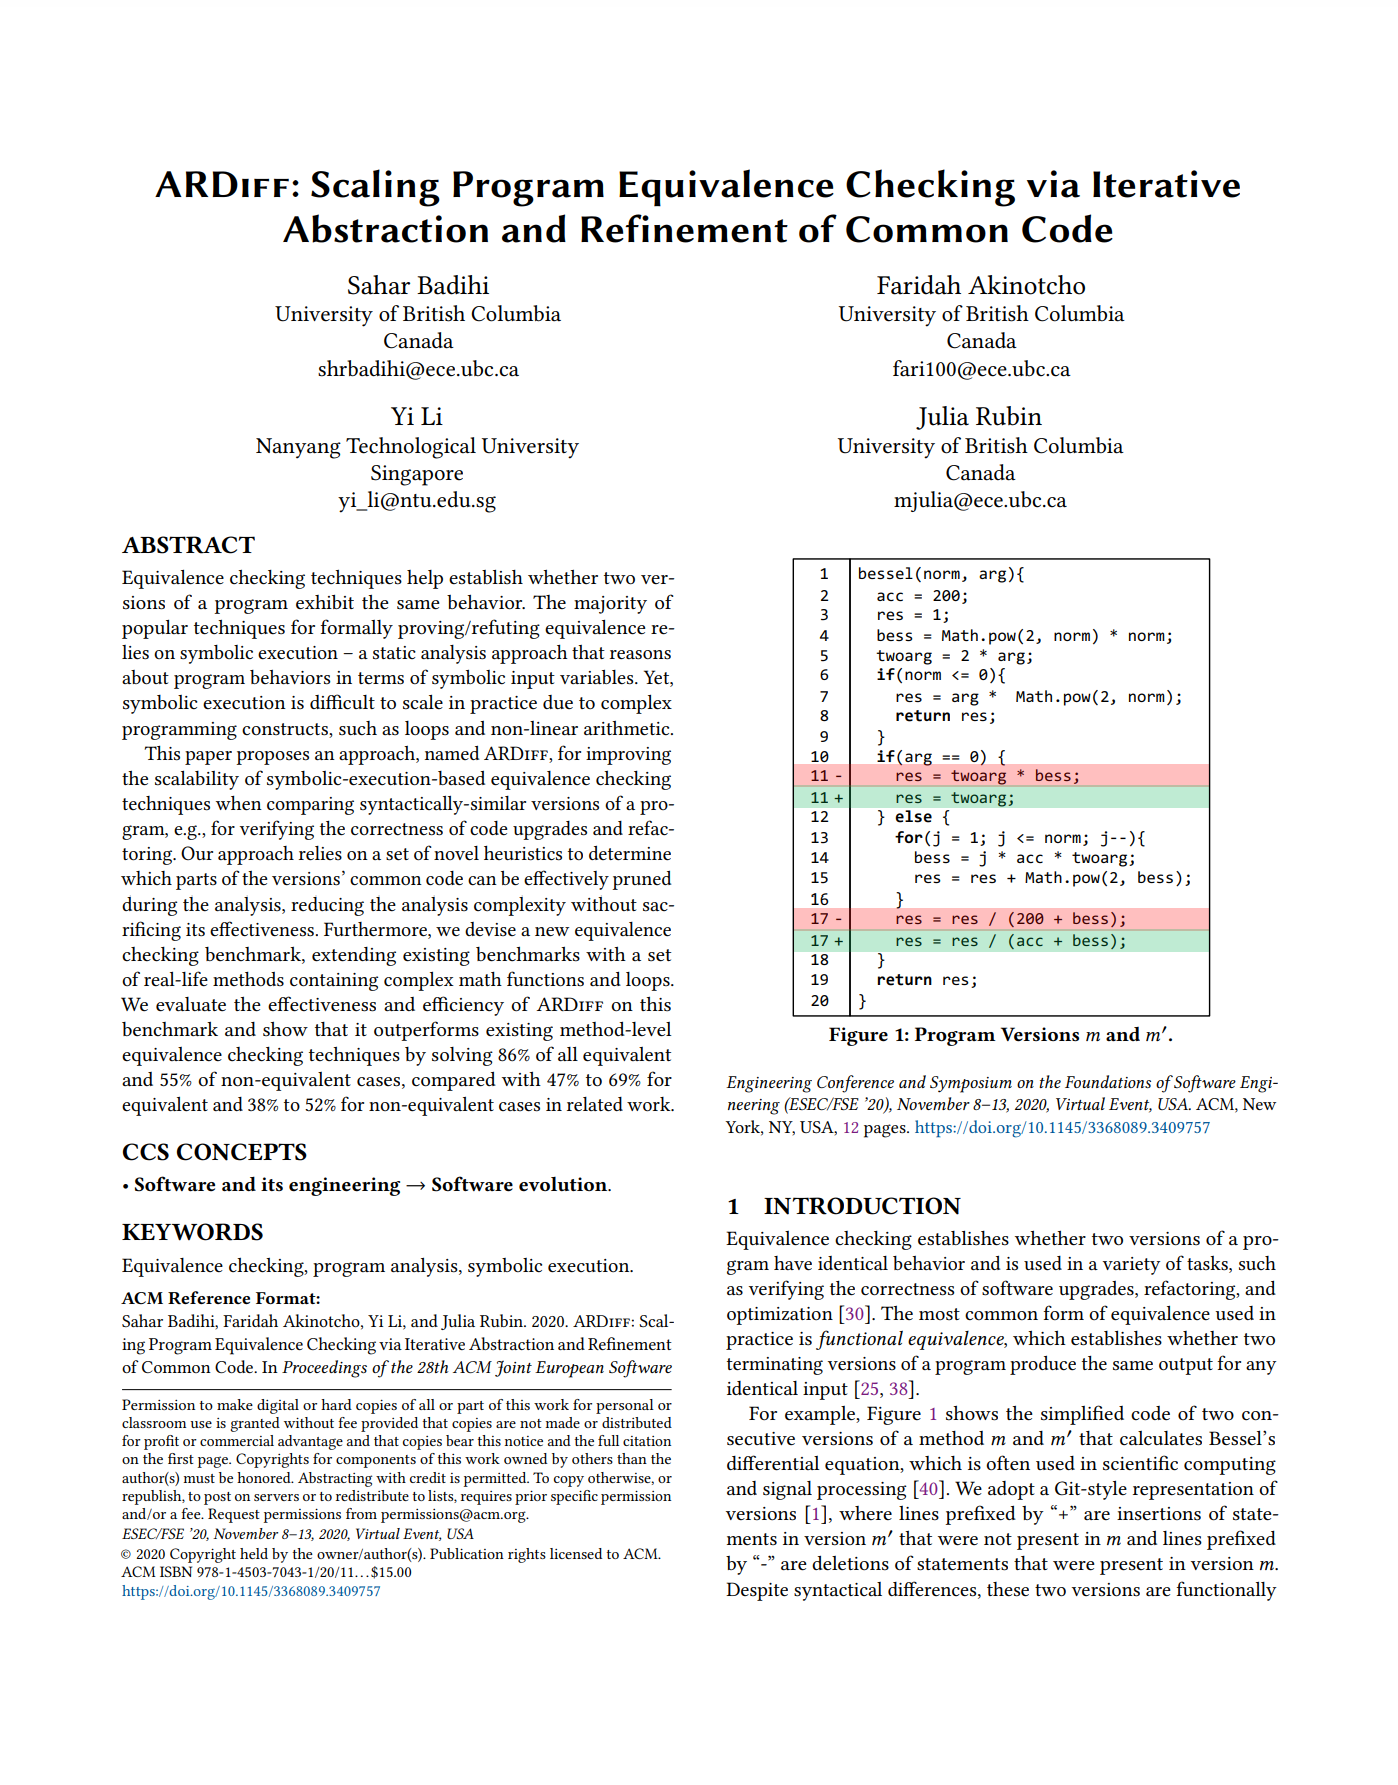 ARDIFF: Scaling Program Equivalence Checking via Iterative
Abstraction and Refinement of Common Code
Sahar Badihi
University of British Columbia
Canada
shrbadihi@ece.ubc.ca
Faridah Akinotcho
University of British Columbia
Canada
fari100@ece.ubc.ca
Yi Li
Nanyang Technological University
Singapore
yi_li@ntu.edu.sg
Julia Rubin
University of British Columbia
Canada
mjulia@ece.ubc.ca
ABSTRACT
Equivalence checking techniques help establish whether two ver-
sions of a program exhibit the same behavior. The majority of
popular techniques for formally proving/refuting equivalence re-
lies on symbolic execution – a static analysis approach that reasons
about program behaviors in terms of symbolic input variables. Yet,
symbolic execution is difficult to scale in practice due to complex
programming constructs, such as loops and non-linear arithmetic.
This paper proposes an approach, named ARDIFF, for improving
the scalability of symbolic-execution-based equivalence checking
techniques when comparing syntactically-similar versions of a pro-
gram, e.g., for verifying the correctness of code upgrades and refac-
toring. Our approach relies on a set of novel heuristics to determine
which parts of the versions' common code can be effectively pruned
during the analysis, reducing the analysis complexity without sac-
rificing its effectiveness. Furthermore, we devise a new equivalence
checking benchmark, extending existing benchmarks with a set
of real-life methods containing complex math functions and loops.
We evaluate the effectiveness and efficiency of ARDIFF on this
benchmark and show that it outperforms existing method-level
equivalence checking techniques by solving 86% of all equivalent
and 55% of non-equivalent cases, compared with 47% to 69% for
equivalent and 38% to 52% for non-equivalent cases in related work.
CCS CONCEPTS
• Software and its engineering → Software evolution.
KEYWORDS
Equivalence checking, program analysis, symbolic execution.
ACM Reference Format:
Sahar Badihi, Faridah Akinotcho, Yi Li, and Julia Rubin. 2020. ARDIFF: Scal-
ing Program Equivalence Checking via Iterative Abstraction and Refinement
of Common Code. In Proceedings of the 28th ACM Joint European Software
Permission to make digital or hard copies of all or part of this work for personal or
classroom use is granted without fee provided that copies are not made or distributed
for profit or commercial advantage and that copies bear this notice and the full citation
on the first page. Copyrights for components of this work owned by others than the
author(s) must be honored. Abstracting with credit is permitted. To copy otherwise, or
republish, to post on servers or to redistribute to lists, requires prior specific permission
and/or a fee. Request permissions from permissions@acm.org.
ESEC/FSE '20, November 8–13, 2020, Virtual Event, USA
© 2020 Copyright held by the owner/author(s). Publication rights licensed to ACM.
ACM ISBN 978-1-4503-7043-1/20/11...$15.00
https://doi.org/10.1145/3368089.3409757
1 bessel(norm, arg){
2 acc = 200;
3 res = 1;
4 bess = Math.pow(2, norm) * norm;
5 twoarg = 2 * arg;
6 if(norm <= 0){
7 res = arg * Math.pow(2, norm);
8 return res;
9 }
10 if(arg == 0) {
11 - res = twoarg * bess;
11 + res = twoarg;
12 } else {
13 for(j = 1; j <= norm; j--){
14 bess = j * acc * twoarg;
15 res = res + Math.pow(2, bess);
16 }
17 - res = res / (200 + bess);
17 + res = res / (acc + bess);
18 }
19 return res;
20 }
Figure 1: Program Versions m and m′.
Engineering Conference and Symposium on the Foundations of Software Engi-
neering (ESEC/FSE '20), November 8–13, 2020, Virtual Event, USA. ACM, New
York, NY, USA, 12 pages. https://doi.org/10.1145/3368089.3409757
1 INTRODUCTION
Equivalence checking establishes whether two versions of a pro-
gram have identical behavior and is used in a variety of tasks, such
as verifying the correctness of software upgrades, refactoring, and
optimization [30]. The most common form of equivalence used in
practice is functional equivalence, which establishes whether two
terminating versions of a program produce the same output for any
identical input [25, 38].
For example, Figure 1 shows the simplified code of two con-
secutive versions of a method m and m′ that calculates Bessel's
differential equation, which is often used in scientific computing
and signal processing [40]. We adopt a Git-style representation of
versions [1], where lines prefixed by "+" are insertions of state-
ments in version m′ that were not present in m and lines prefixed
by "-" are deletions of statements that were present in version m.
Despite syntactical differences, these two versions are functionally